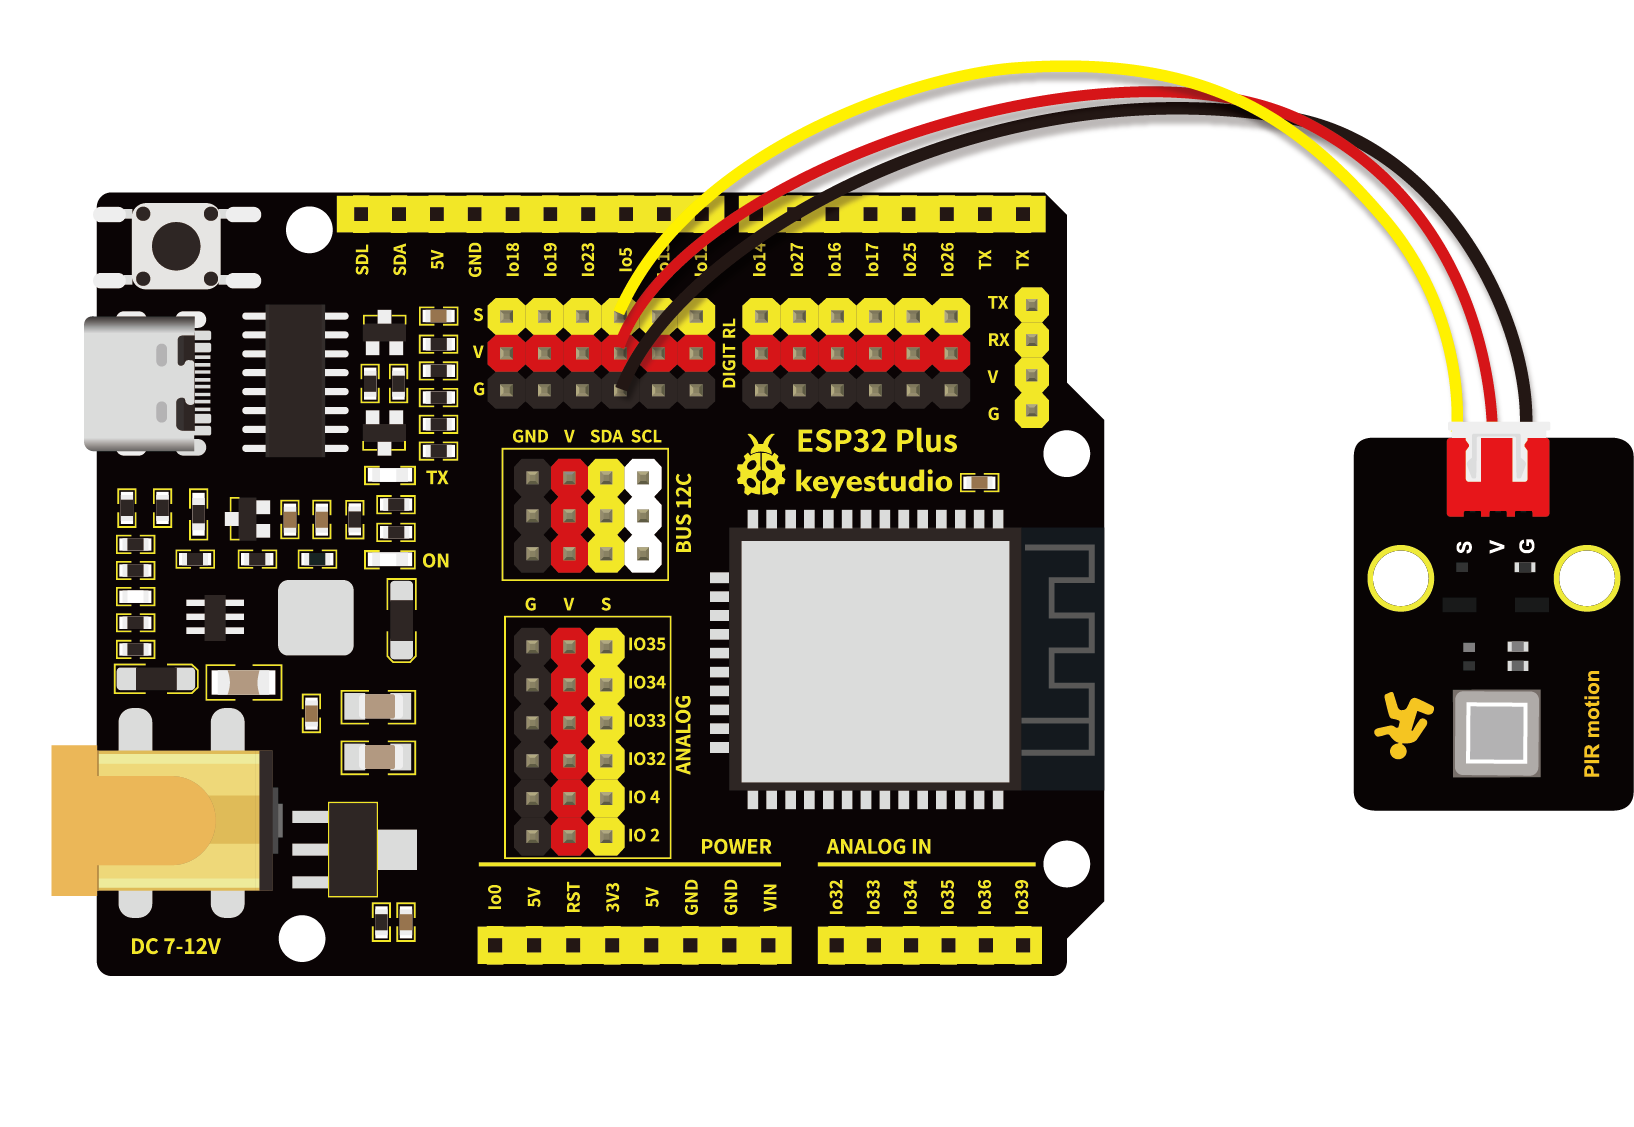 SDL SDA 5V GND Io18 Io19 Io23 Io5
Io14 Io27 Io16 Io17 Io25 Io26 TX TX
S
V
G
DIGIT RL
TX
RX
V
G
GND V SDA SCL
BUS 12C
ESP32 Plus
keyestudio
TX
ON
G V S
IO35
IO34
IO33
IO32
IO 4
IO 2
ANALOG
POWER
ANALOG IN
Io0 5V RST 3V3 5V GND GND VIN
Io32 Io33 Io34 Io35 Io36 Io39
DC 7-12V
S V G
PIR motion